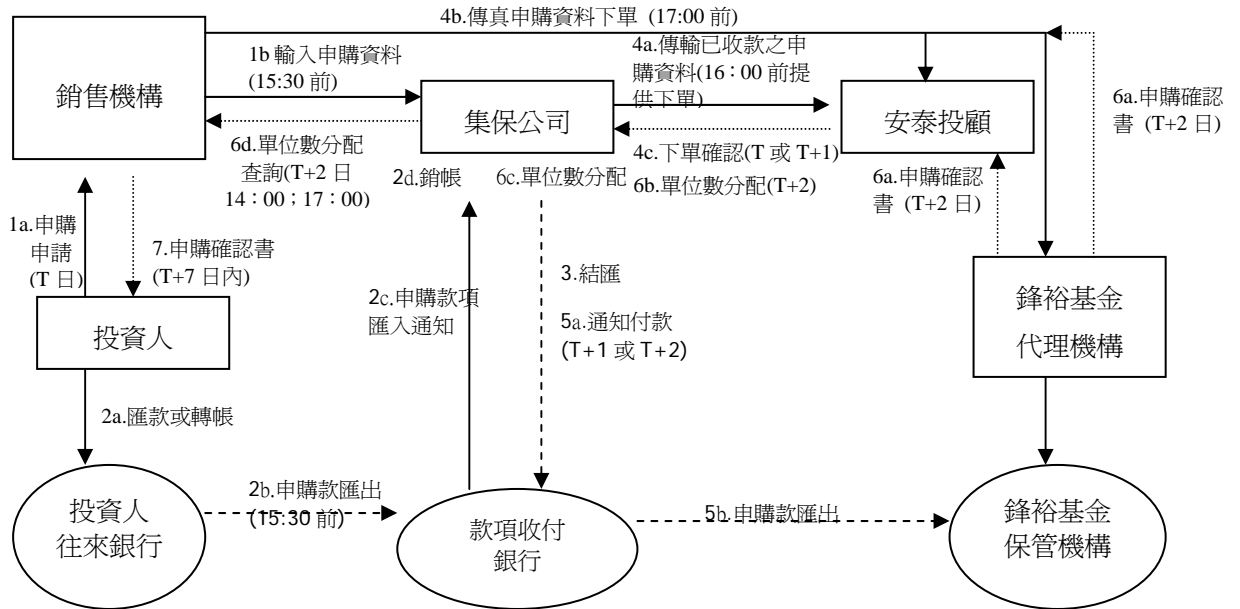 4b.傳真申購資料下單 (17:00 前)
銷售機構
1b 輸入申購資料
(15:30 前)
集保公司
4a.傳輸已收款之申
購資料(16：00 前提
供下單)
安泰投顧
6a.申購確認
書 (T+2 日)
6d.單位數分配
查詢(T+2 日
14：00；17：00)
2d.銷帳
6c.單位數分配
4c.下單確認(T 或 T+1)
6b.單位數分配(T+2)
6a.申購確認
書 (T+2 日)
1a.申購
申請
(T 日)
7.申購確認書
(T+7 日內)
投資人
2c.申購款項
匯入通知
3.結匯
5a.通知付款
(T+1 或 T+2)
鋒裕基金
代理機構
2a.匯款或轉帳
投資人
往來銀行
2b.申購款匯出
(15:30 前)
款項收付
銀行
5b.申購款匯出
鋒裕基金
保管機構